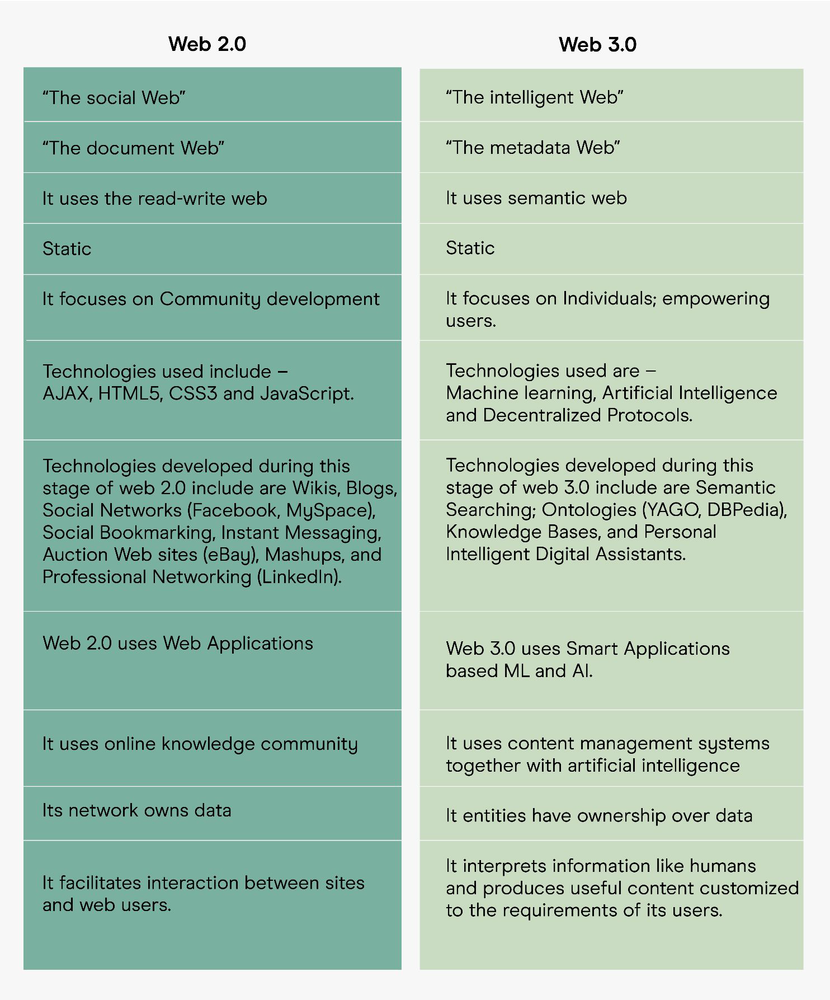 Web 2.0
Web 3.0
“The social Web”
“The intelligent Web”
“The document Web”
“The metadata Web”
It uses the read-write web
It uses semantic web
Static
Static
It focuses on Community development
It focuses on Individuals; empowering
users.
Technologies used include –
AJAX, HTML5, CSS3 and JavaScript.
Technologies used are –
Machine learning, Artificial Intelligence
and Decentralized Protocols.
Technologies developed during this
stage of web 2.0 include are Wikis, Blogs,
Social Networks (Facebook, MySpace),
Social Bookmarking, Instant Messaging,
Auction Web sites (eBay), Mashups, and
Professional Networking (LinkedIn).
Technologies developed during this
stage of web 3.0 include are Semantic
Searching; Ontologies (YAGO, DBPedia),
Knowledge Bases, and Personal
Intelligent Digital Assistants.
Web 2.0 uses Web Applications
Web 3.0 uses Smart Applications
based ML and AI.
It uses online knowledge community
It uses content management systems
together with artificial intelligence
Its network owns data
It entities have ownership over data
It facilitates interaction between sites
and web users.
It interprets information like humans
and produces useful content customized
to the requirements of its users.